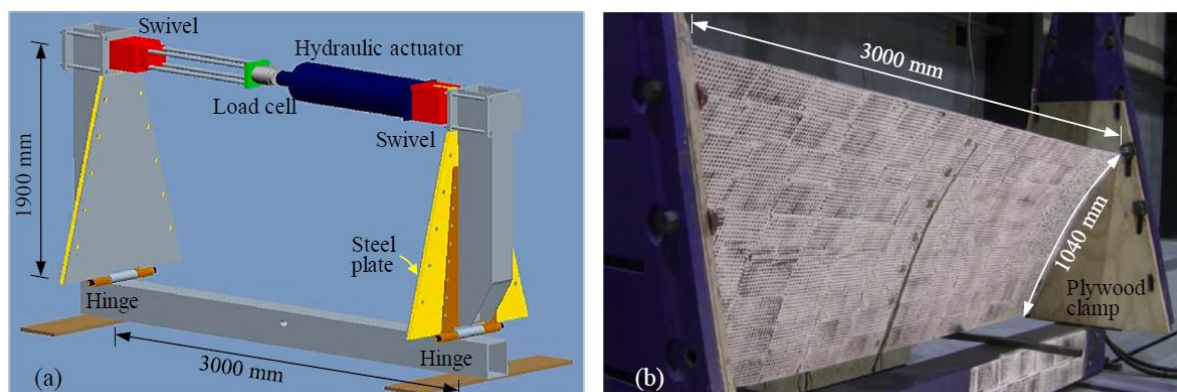 Swivel
Hydraulic actuator
Load cell
Swivel
1900 mm
Steel
plate
Hinge
Hinge
3000 mm
(a)
3000 mm
1040 mm
Plywood
clamp
(b)